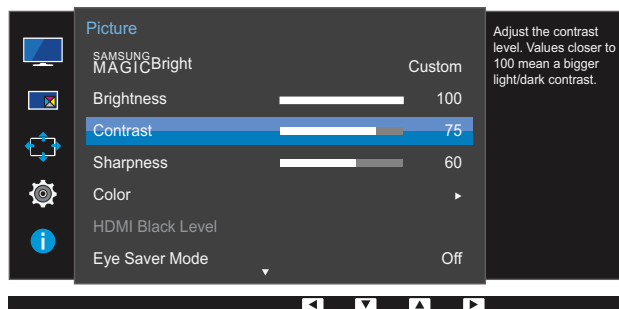 Picture
SAMSUNG
MAGICBright Custom
Brightness 100
Contrast 75
Sharpness 60
Color
HDMI Black Level
Eye Saver Mode Off
Adjust the contrast
level. Values closer to
100 mean a bigger
light/dark contrast.